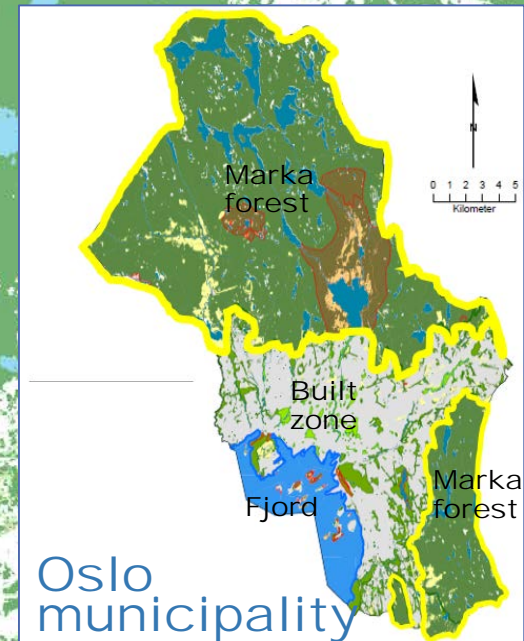 Marka
forest
N
0 1 2 3 4 5
Kilometer
Built
zone
Marka
forest
Fjord
Oslo
municipality